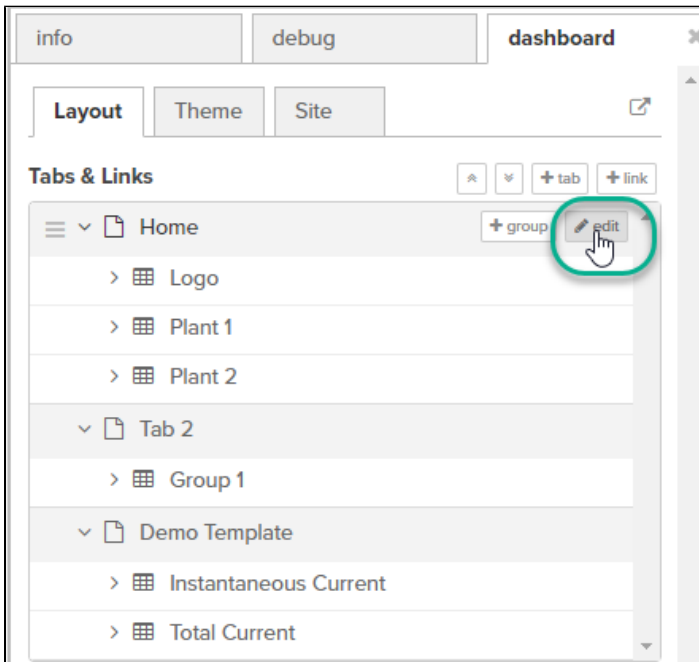 info debug dashboard
Layout Theme Site
Tabs & Links + tab + link
Home + group edit
Logo
Plant 1
Plant 2
Tab 2
Group 1
Demo Template
Instantaneous Current
Total Current